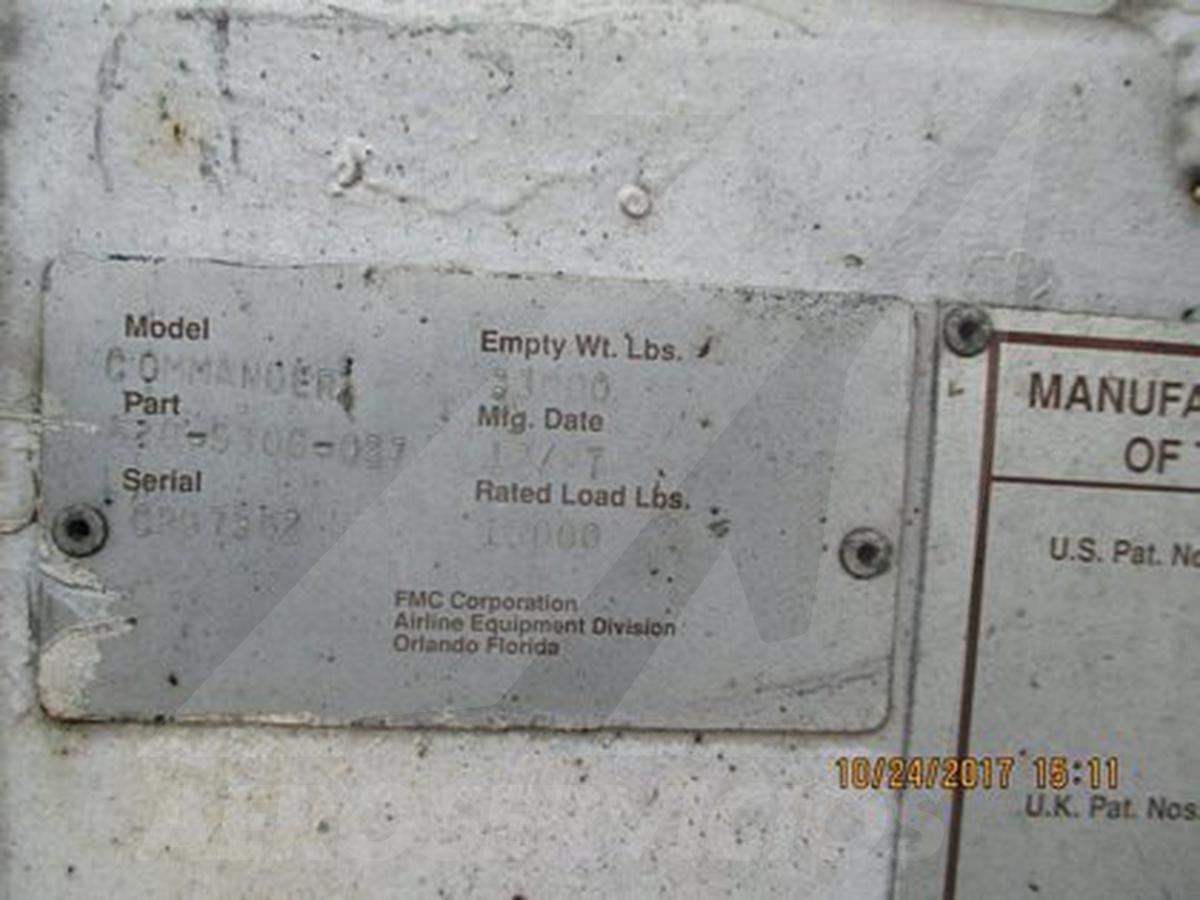 Model
COMMANDER
Part
Serial
Empty Wt. Lbs.
Mfg. Date
Rated Load Lbs.
FMC Corporation
Airline Equipment Division
Orlando Florida
MANUFA
OF
U.S. Pat. No
U.K. Pat. Nos.
10/24/2017 15:11